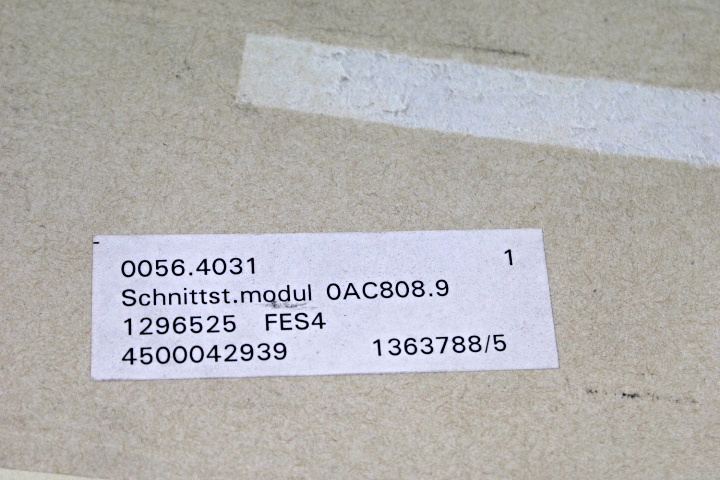 0056.4031 1
Schnittst.modul 0AC808.9
1296525 FES4
4500042939 1363788/5